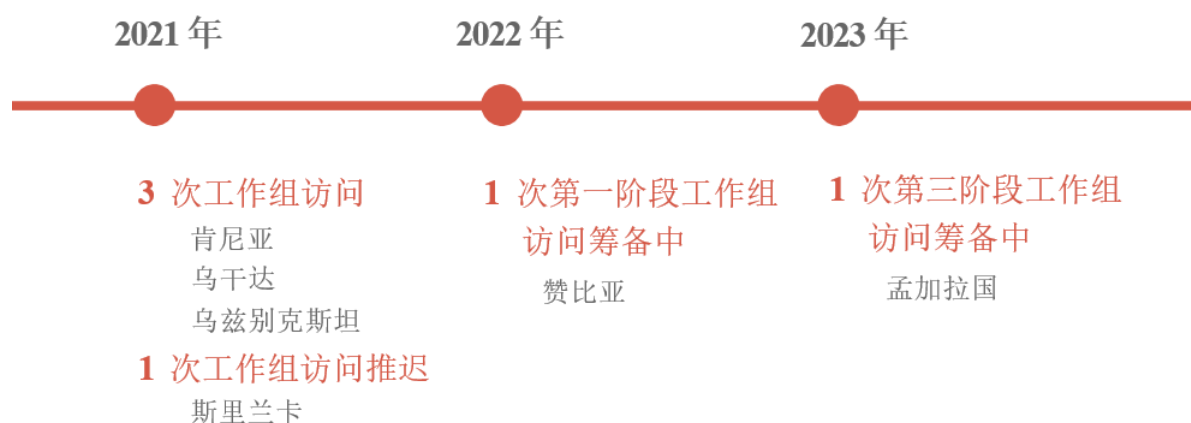 2021 年
3 次工作组访问
肯尼亚
乌干达
乌兹别克斯坦
1 次工作组访问推迟
斯里兰卡
2022 年
1 次第一阶段工作组
访问筹备中
赞比亚
2023 年
1 次第三阶段工作组
访问筹备中
孟加拉国